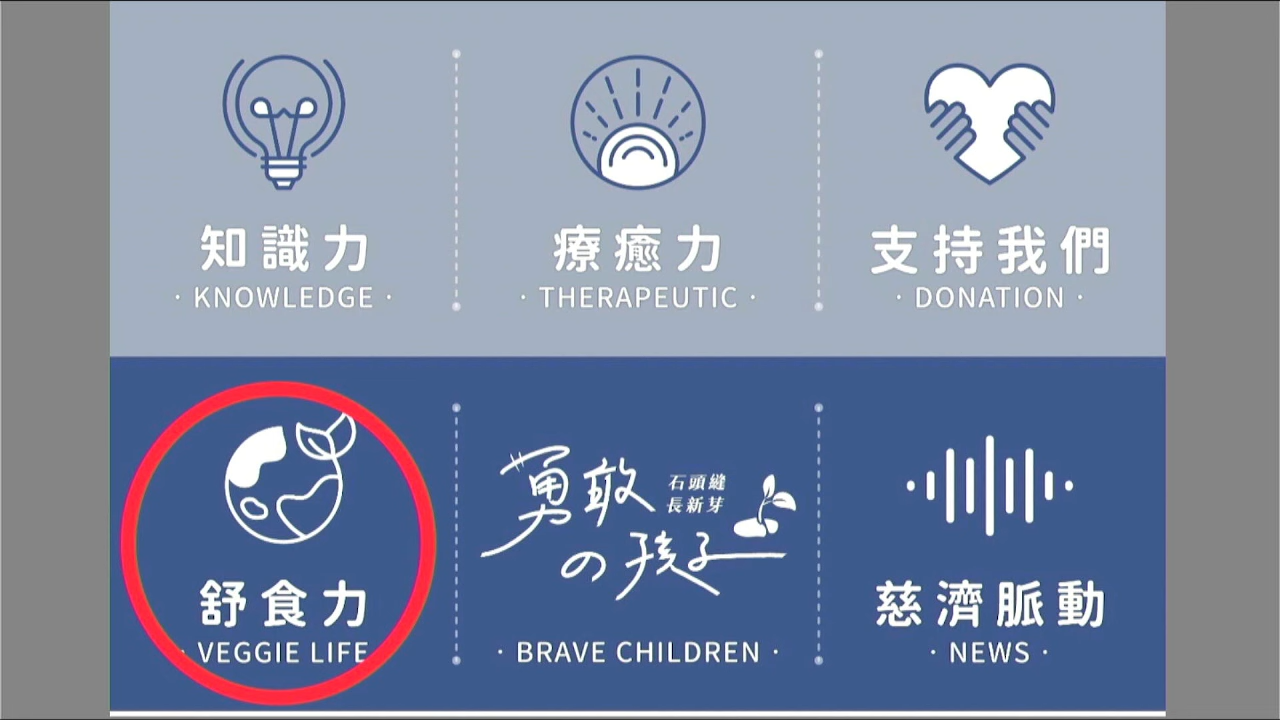 知識力
· KNOWLEDGE ·
療癒力
· THERAPEUTIC ·
支持我們
· DONATION ·
舒食力
· VEGGIE LIFE
勇敢
石頭縫
長新芽
の孩子
· BRAVE CHILDREN ·
慈濟脈動
· NEWS ·